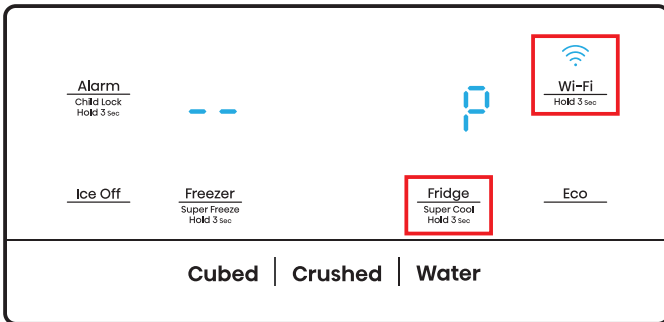 Alarm
Child Lock
Hold 3 Sec
--
P
Wi-Fi
Hold 3 Sec
Ice Off
Freezer
Super Freeze
Hold 3 Sec
Fridge
Super Cool
Hold 3 Sec
Eco
Cubed | Crushed | Water